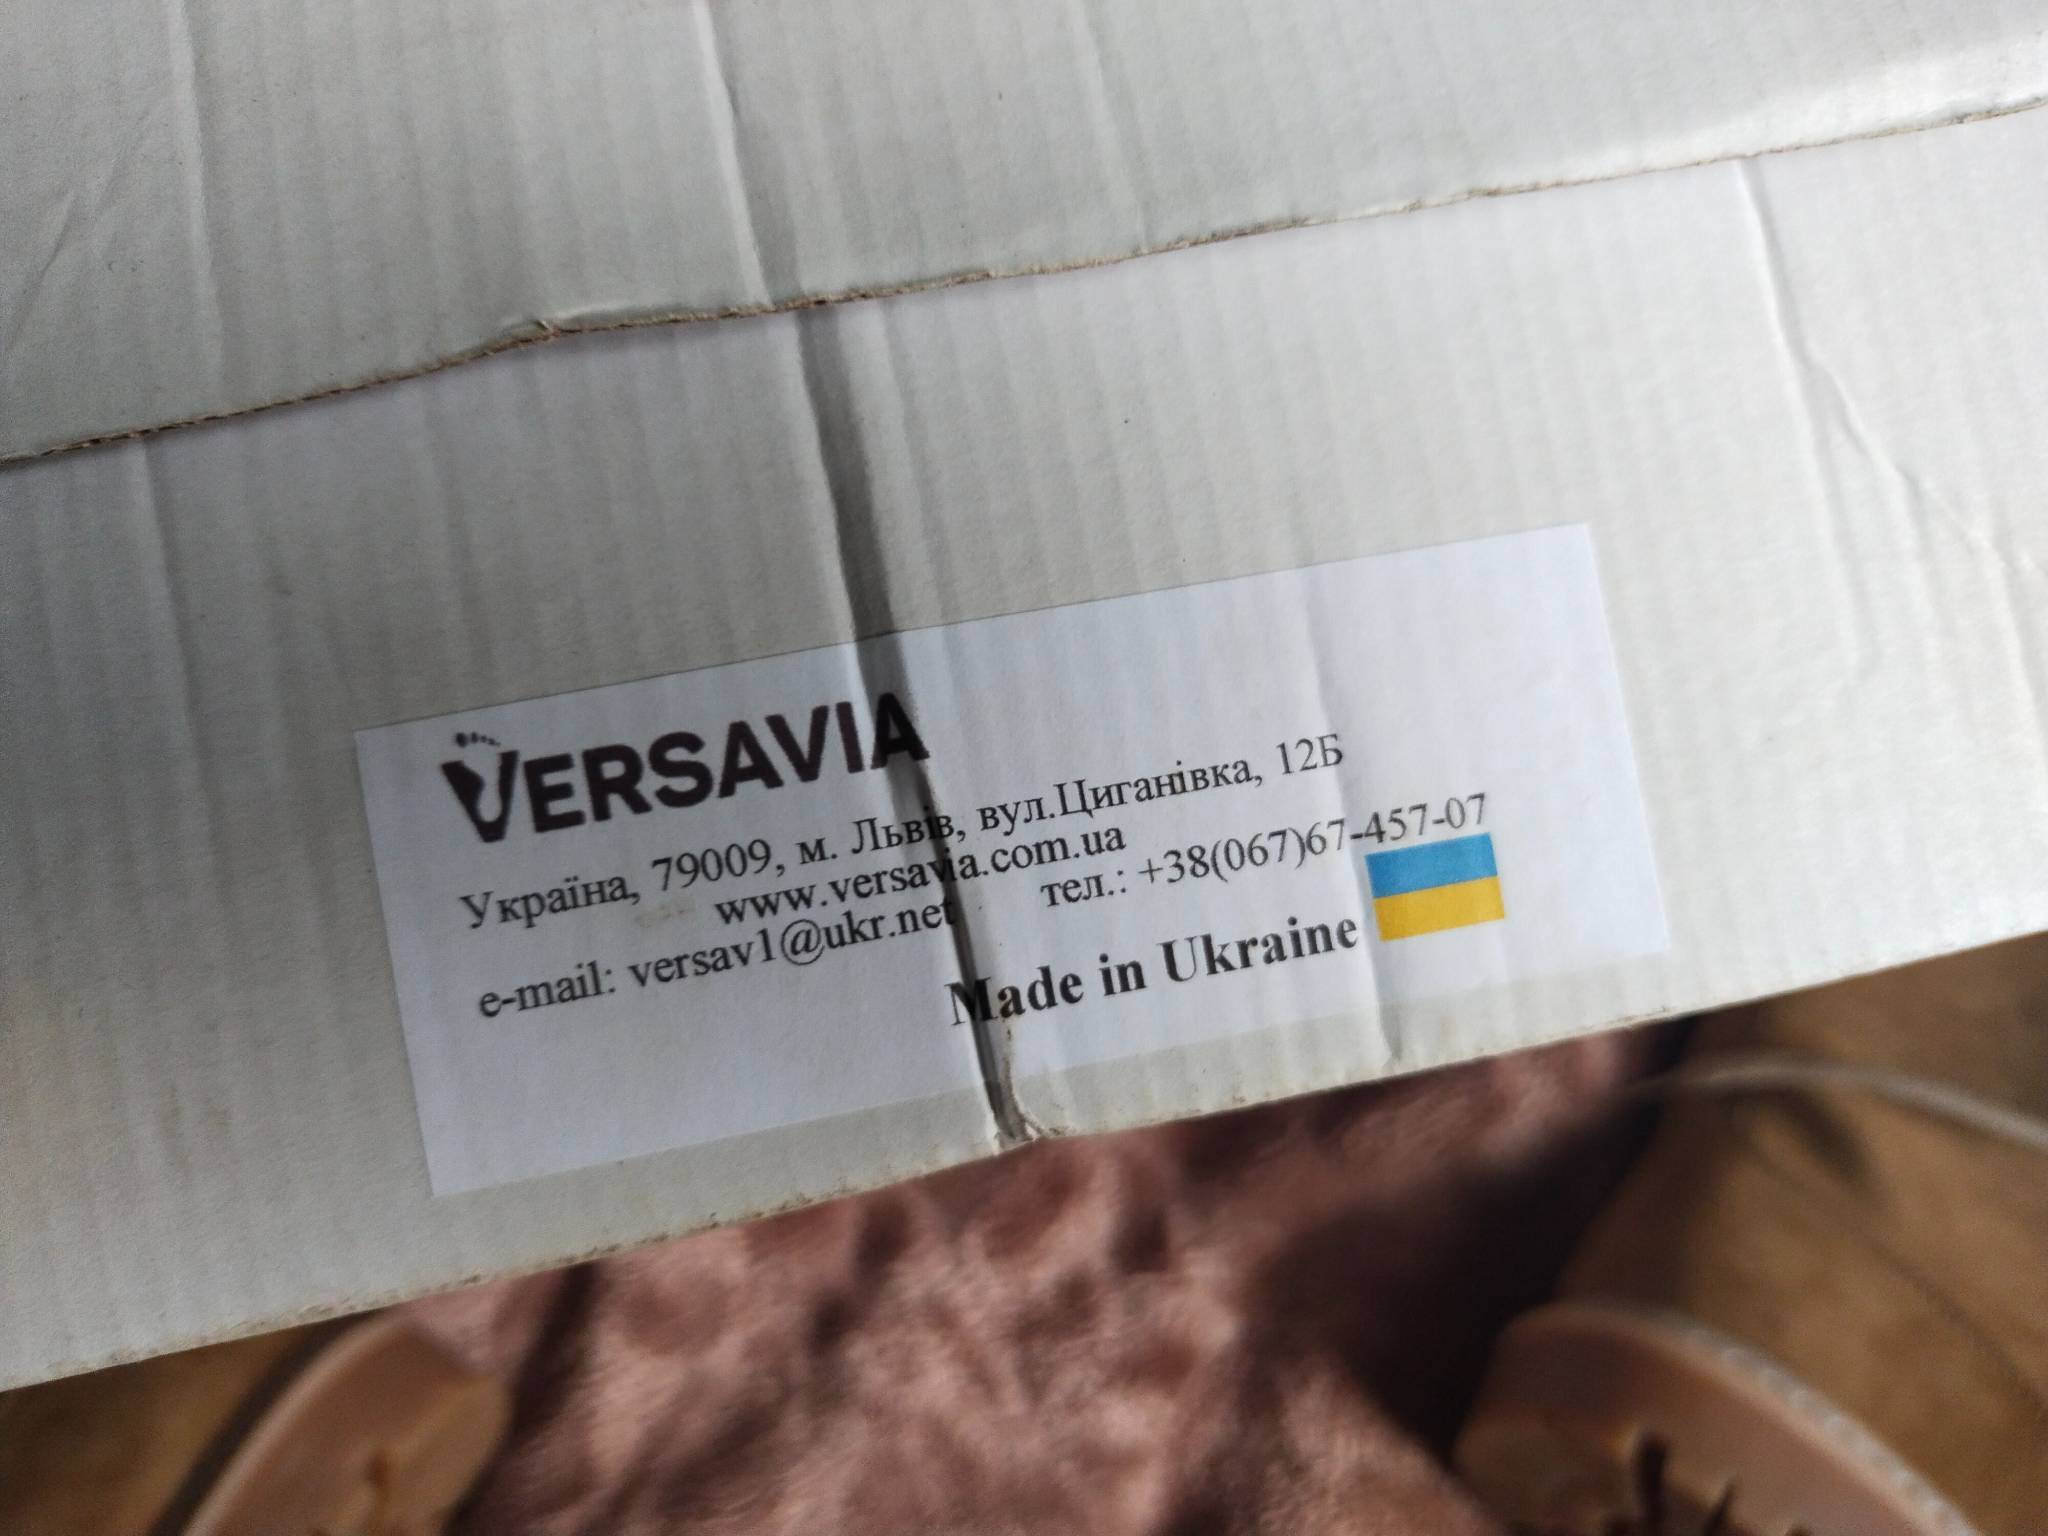 VERSAVIA
Україна, 79009, м. Львів, вул.Циганівка, 12Б
www.versavia.com.ua
e-mail: versav1@ukr.net тел.: +38(067)67-457-07
Made in Ukraine